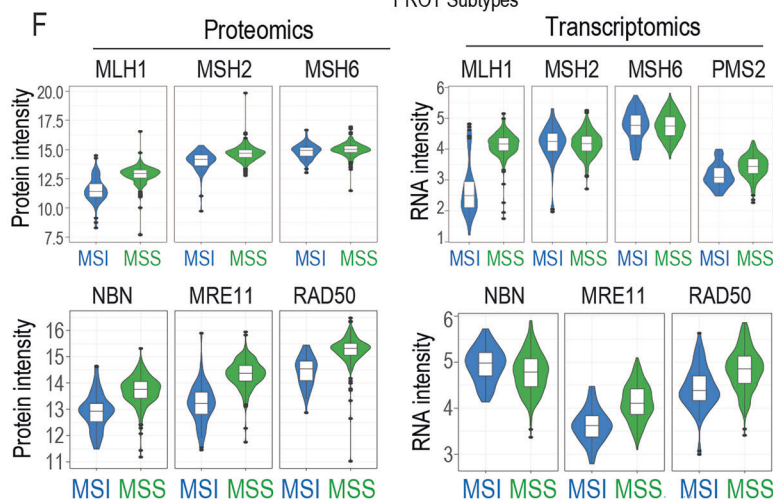 PROT Subtypes
F
Proteomics
Transcriptomics
MLH1 MSH2 MSH6
MLH1 MSH2 MSH6 PMS2
Protein intensity
20.0
17.5
15.0
12.5
10.0
7.5
RNA intensity
6
5
4
3
2
1
MSI MSS MSI MSS MSI MSS
MSI MSS MSI MSS MSI MSS MSI MSS
NBN MRE11 RAD50
NBN MRE11 RAD50
Protein intensity
16
15
14
13
12
11
RNA intensity
6
5
4
3
MSI MSS MSI MSS MSI MSS
MSI MSS MSI MSS MSI MSS